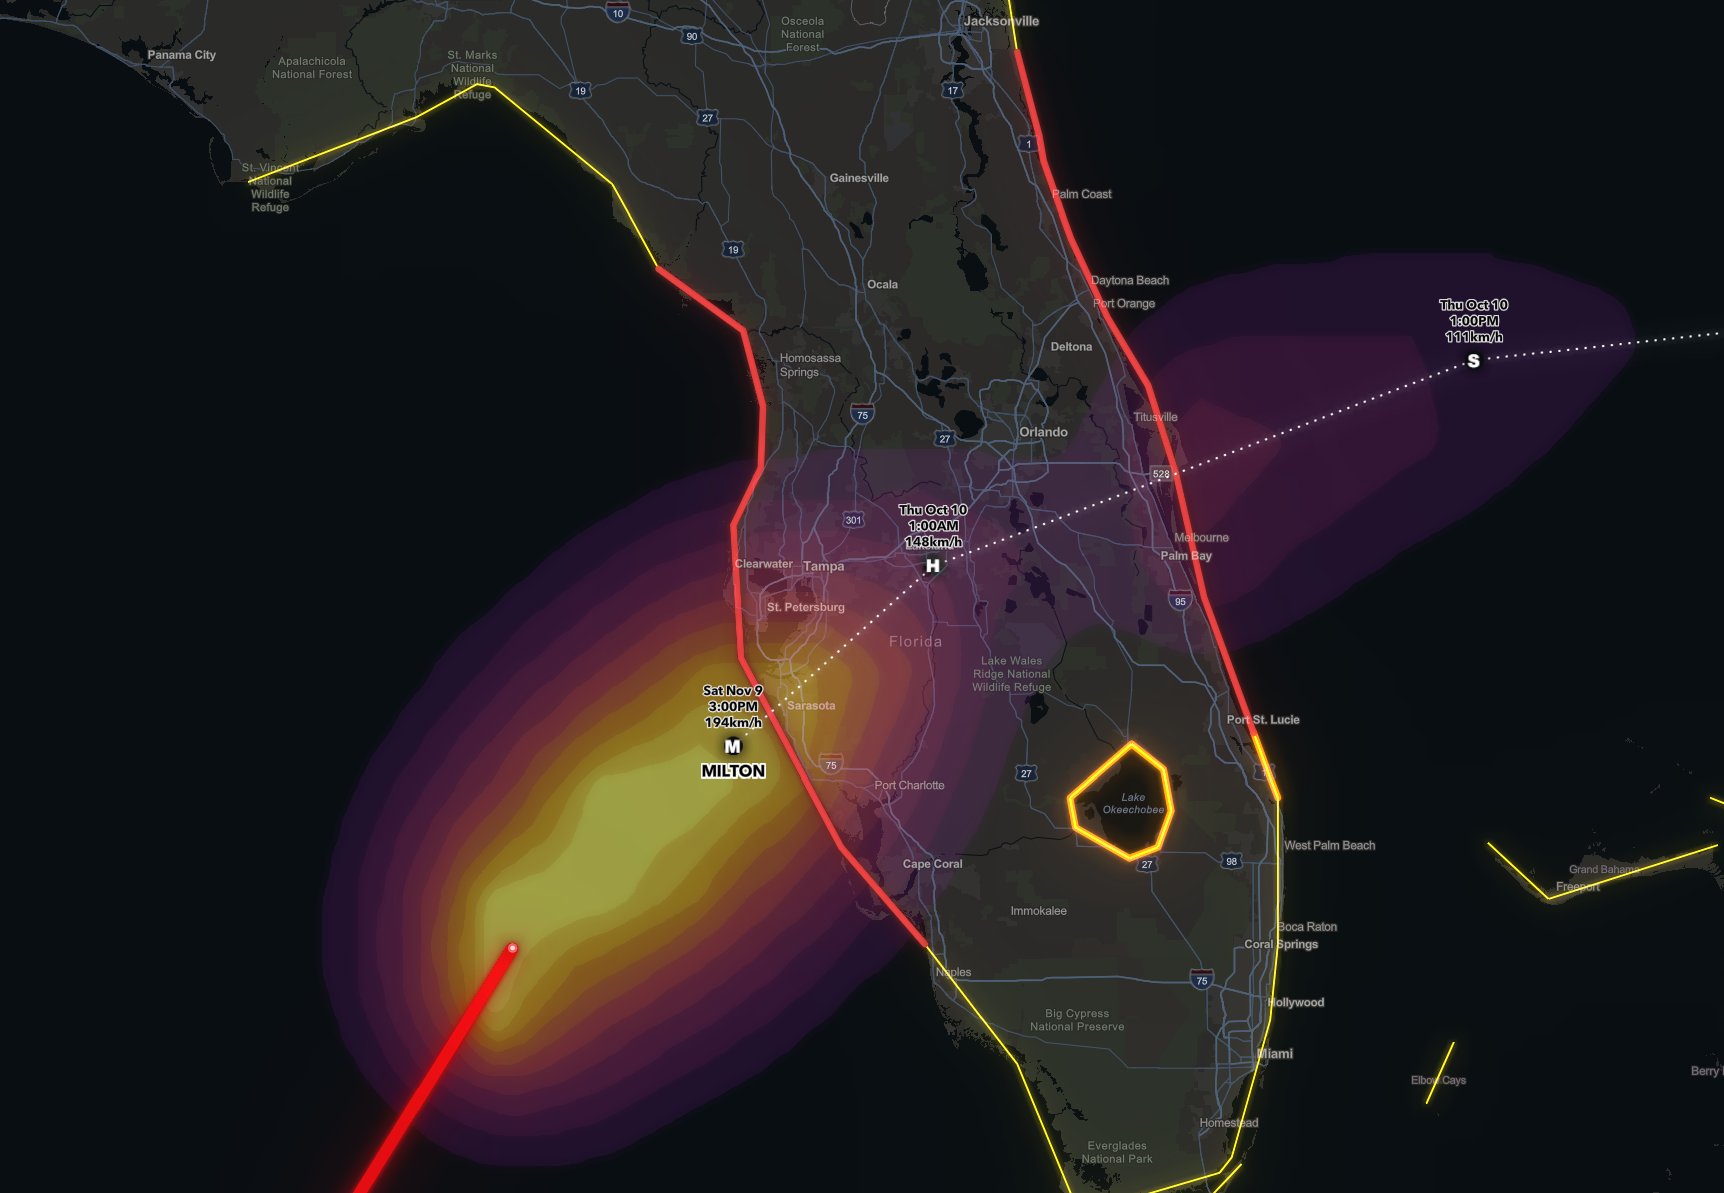 10
Jacksonville
Osceola
National
Forest
90
Panama City
St. Marks
National
Wildlife
Refuge
Apalachicola
National Forest
19
17
27
1
St. Vincent
National
Wildlife
Refuge
Gainesville
Palm Coast
19
Ocala
Daytona Beach
Port Orange
Thu Oct 10
1:00PM
111km/h
S
Deltona
Homosassa
Springs
75
27
Orlando
Titusville
528
301
Thu Oct 10
1:00AM
148km/h
H
Melbourne
Palm Bay
Clearwater
Tampa
St. Petersburg
95
Florida
Lake Wales
Ridge National
Wildlife Refuge
Sat Nov 9
3:00PM
194km/h
M
MILTON
Sarasota
Port St. Lucie
75
27
Port Charlotte
Lake
Okeechobee
West Palm Beach
Cape Coral
27
98
Grand Bahama
Freeport
Immokalee
Boca Raton
Coral Springs
Naples
75
Hollywood
Big Cypress
National Preserve
Miami
Elbow Cays
Berry
Homestead
Everglades
National Park